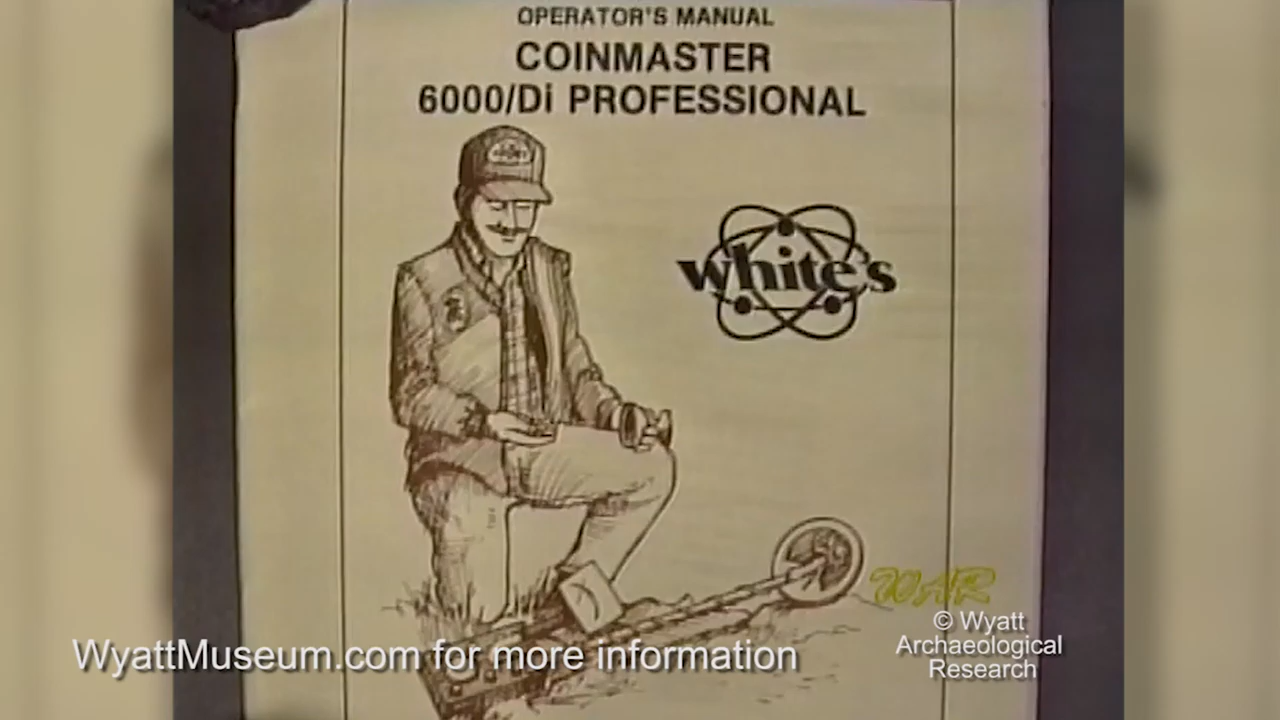 OPERATOR'S MANUAL
COINMASTER
6000/Di PROFESSIONAL
white's
WAR
© Wyatt
Archaeological
Research
WyattMuseum.com for more information